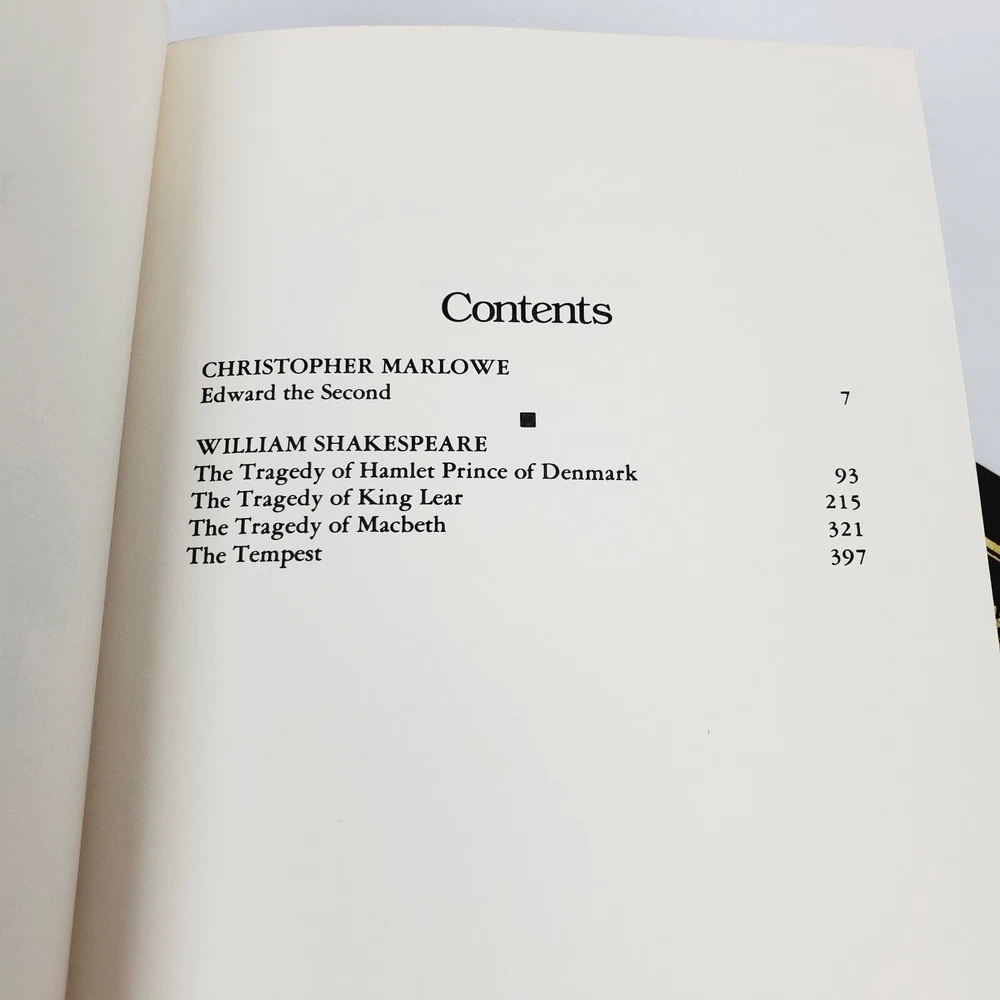 Contents
CHRISTOPHER MARLOWE
Edward the Second 7
WILLIAM SHAKESPEARE
The Tragedy of Hamlet Prince of Denmark 93
The Tragedy of King Lear 215
The Tragedy of Macbeth 321
The Tempest 397